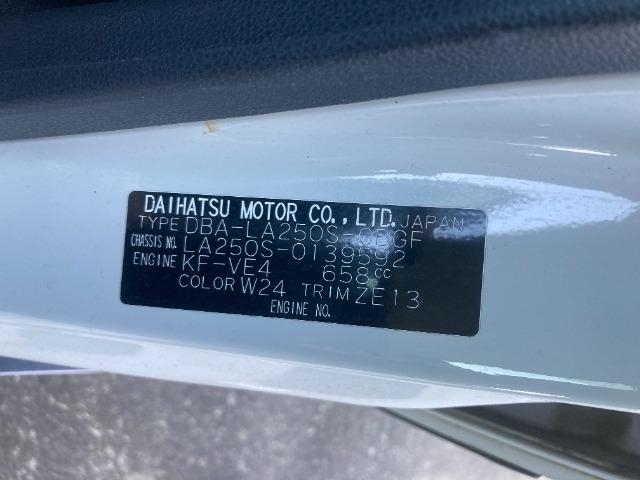 DAIHATSU MOTOR CO., LTD. JAPAN
TYPE DBA-LA250S-GBGF
CHASSIS NO. LA250S-0139592
ENGINE KF-VE4 658cc
COLOR W24 TRIM ZE13
ENGINE NO.